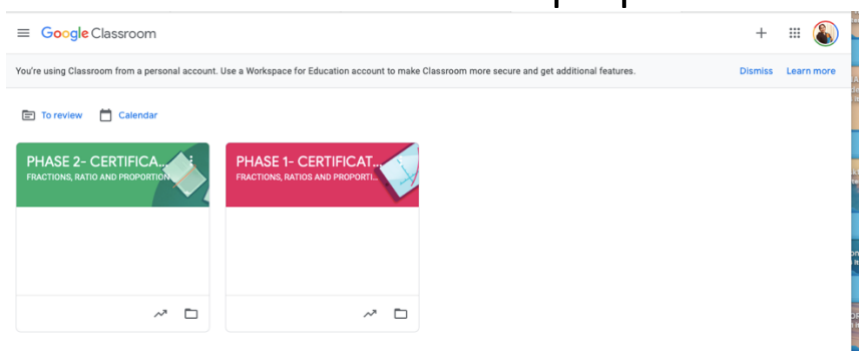 Google Classroom
You're using Classroom from a personal account. Use a Workspace for Education account to make Classroom more secure and get additional features.
Dismiss Learn more
To review Calendar
PHASE 2- CERTIFICA...
FRACTIONS, RATIO AND PROPORTION
PHASE 1- CERTIFICAT...
FRACTIONS, RATIOS AND PROPORTI...